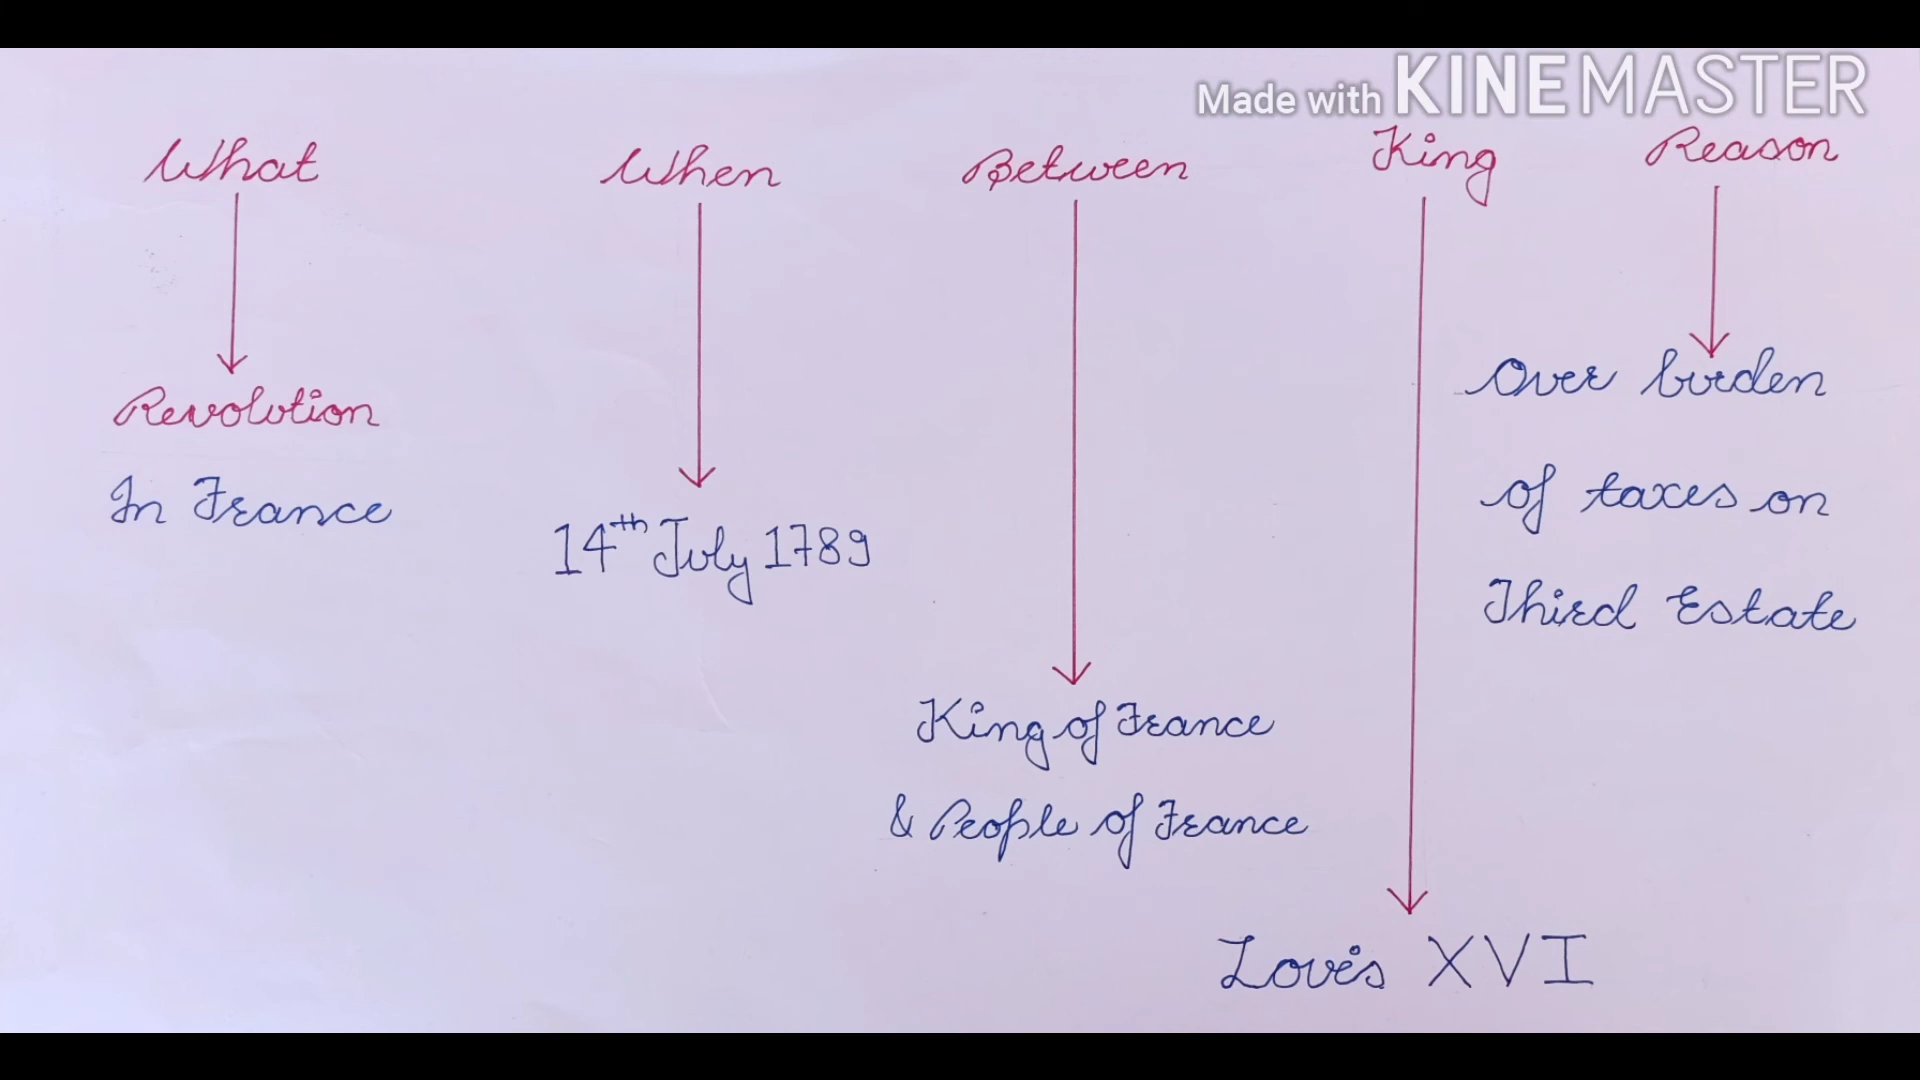 Made with KINEMASTER
What
When
Between
King
Reason
Revolution
In France
14th July 1789
King of France
& People of France
Louis XVI
Over burden
of taxes on
Third Estate